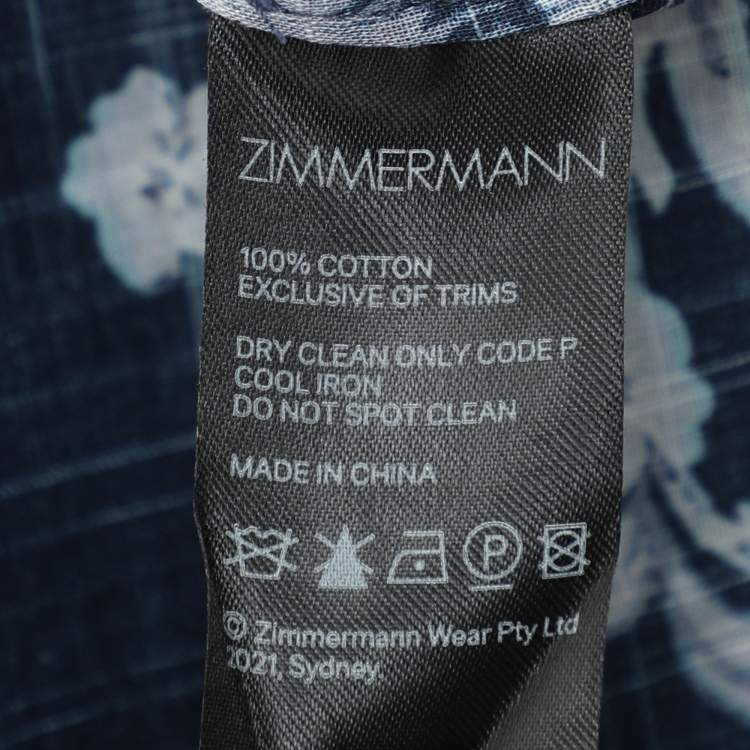 ZIMMERMANN
100% COTTON
EXCLUSIVE OF TRIMS
DRY CLEAN ONLY CODE P
COOL IRON
DO NOT SPOT CLEAN
MADE IN CHINA
P
© Zimmermann Wear Pty Ltd
2021, Sydney.